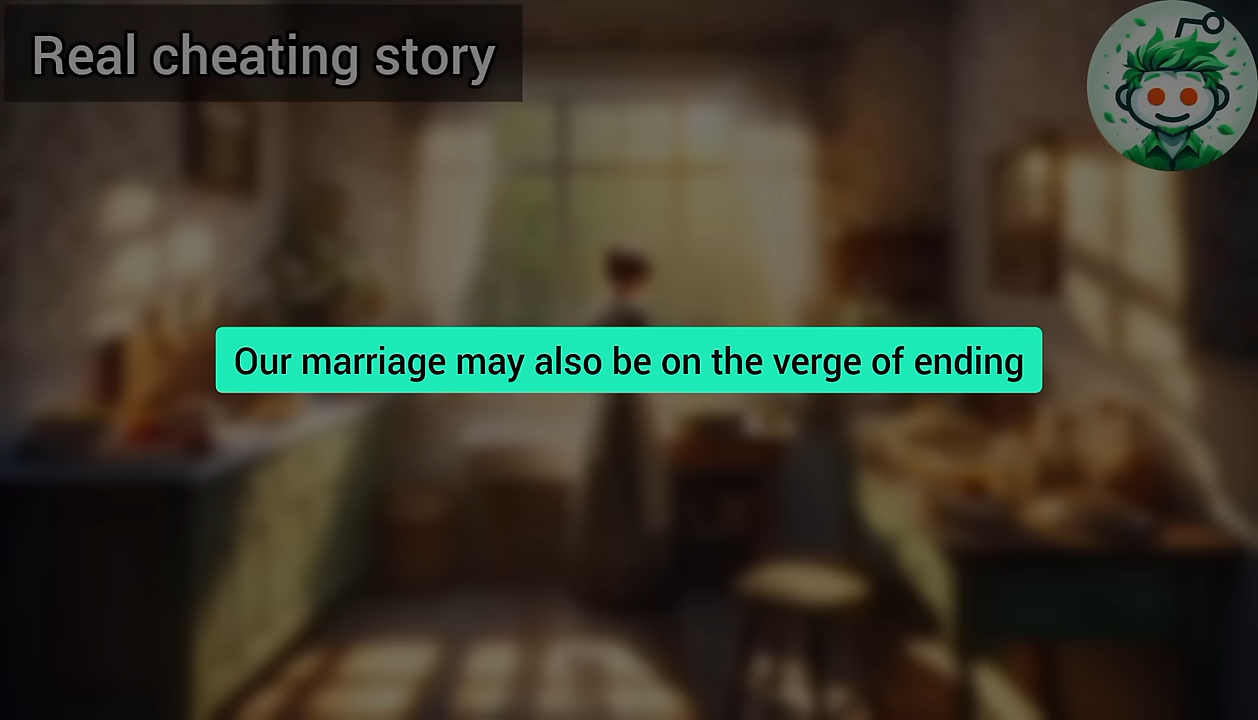 Real cheating story
Our marriage may also be on the verge of ending